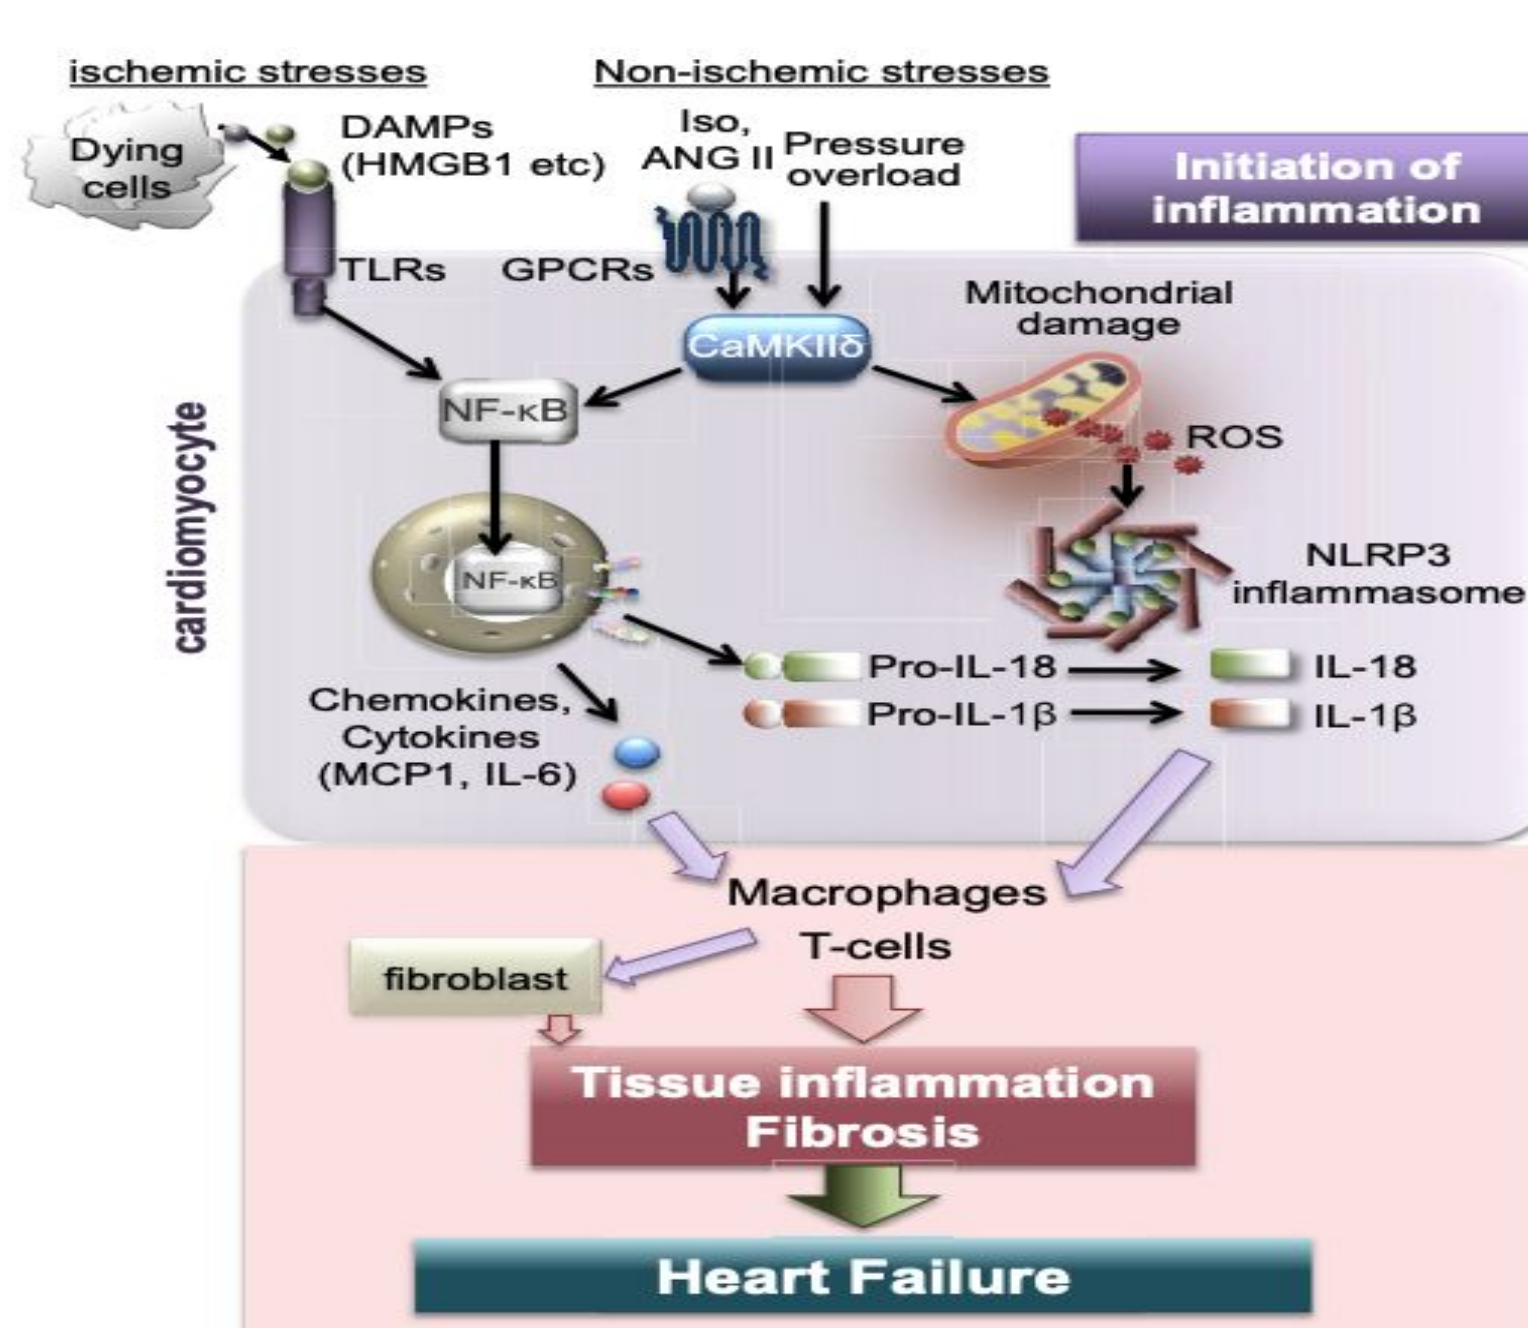 ischemic stresses
Non-ischemic stresses
Dying
cells
DAMPs
(HMGB1 etc)
Iso,
ANG II
Pressure
overload
Initiation of
inflammation
TLRs
GPCRs
CaMKIIδ
Mitochondrial
damage
NF-κB
ROS
cardiomyocyte
NF-κB
NLRP3
inflammasome
Pro-IL-18
IL-18
Pro-IL-1β
IL-1β
Chemokines,
Cytokines
(MCP1, IL-6)
Macrophages
T-cells
fibroblast
Tissue inflammation
Fibrosis
Heart Failure